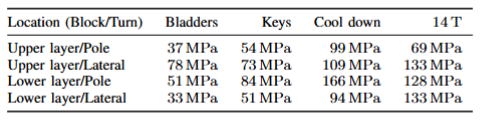 Location (Block/Turn) Bladders Keys Cool down 14 T
Upper layer/Pole 37 MPa 54 MPa 99 MPa 69 MPa
Upper layer/Lateral 78 MPa 73 MPa 109 MPa 133 MPa
Lower layer/Pole 51 MPa 84 MPa 166 MPa 128 MPa
Lower layer/Lateral 33 MPa 51 MPa 94 MPa 133 MPa